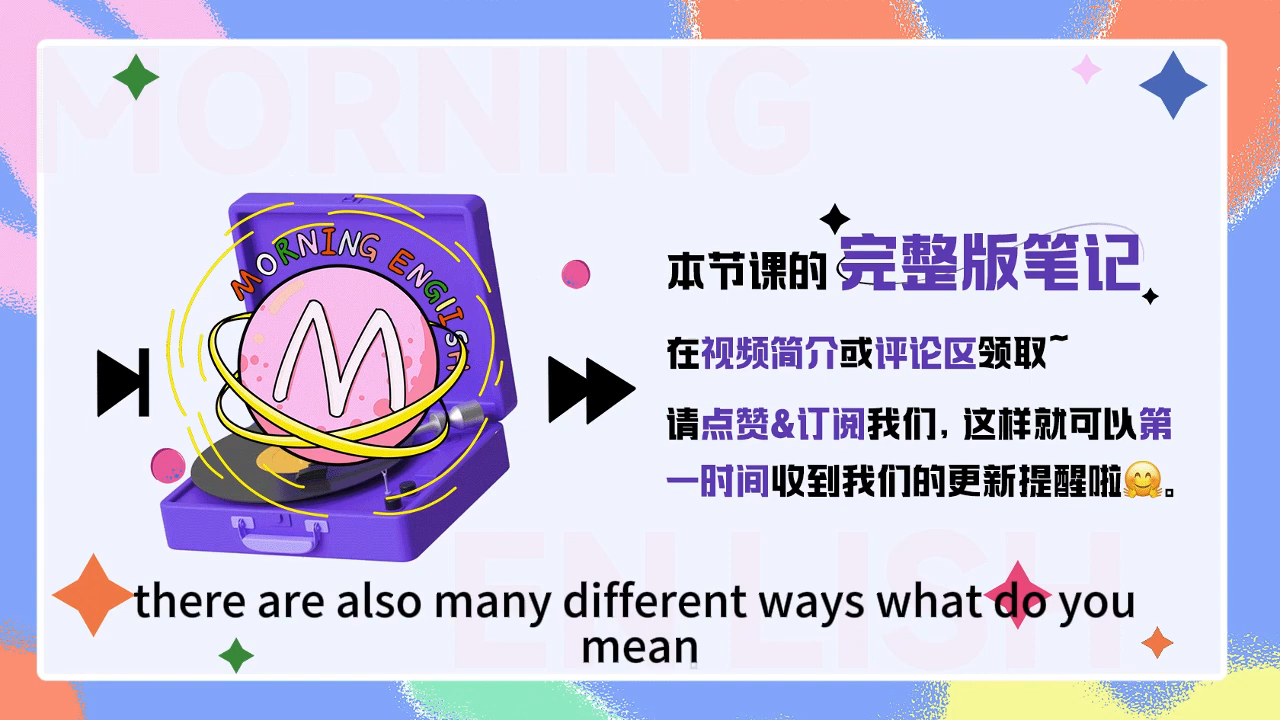 MORNING
MORNING ENGLISH
M
本节课的 完整版笔记
在视频简介或评论区领取~
请点赞&订阅我们, 这样就可以第
一时间收到我们的更新提醒啦🤗。
there are also many different ways what do you
mean